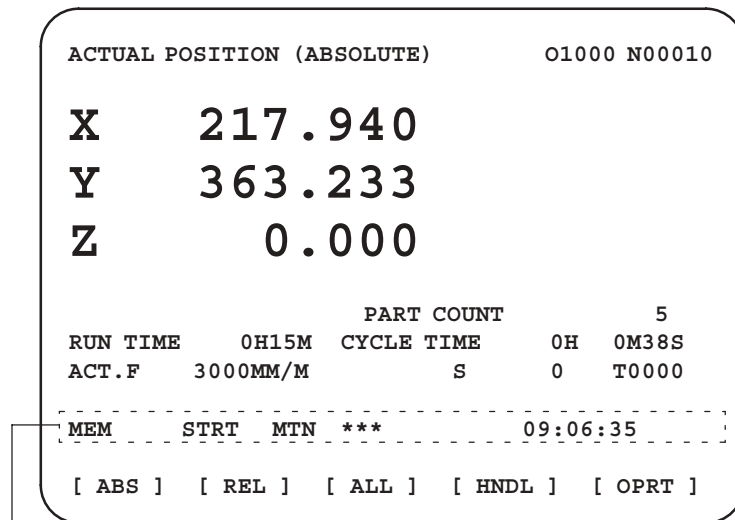 ACTUAL POSITION (ABSOLUTE) O1000 N00010
X 217.940
Y 363.233
Z 0.000
PART COUNT 5
RUN TIME 0H15M CYCLE TIME 0H 0M38S
ACT.F 3000MM/M S 0 T0000
MEM STRT MTN *** 09:06:35
[ ABS ] [ REL ] [ ALL ] [ HNDL ] [ OPRT ]